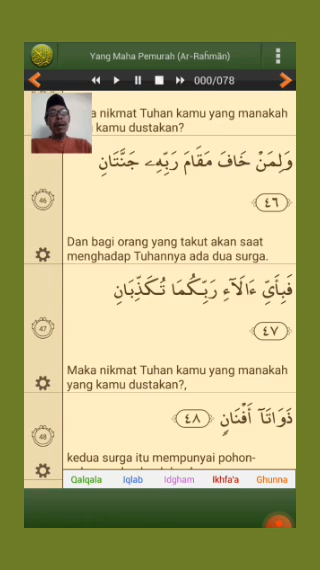 Yang Maha Pemurah (Ar-Raḥmān)
000/078
a nikmat Tuhan kamu yang manakah
kamu dustakan?
وَلِمَنْ خَافَ مَقَامَ رَبِّهِۦ جَنَّتَانِ
٤٦
46
Dan bagi orang yang takut akan saat
menghadap Tuhannya ada dua surga.
فَبِأَيِّ ءَالَآءِ رَبِّكُمَا تُكَذِّبَانِ
٤٧
47
Maka nikmat Tuhan kamu yang manakah
yang kamu dustakan?,
ذَوَاتَآ أَفْنَانٍ ٤٨
48
kedua surga itu mempunyai pohon-
Qalqala Iqlab Idgham Ikhfa'a Ghunna